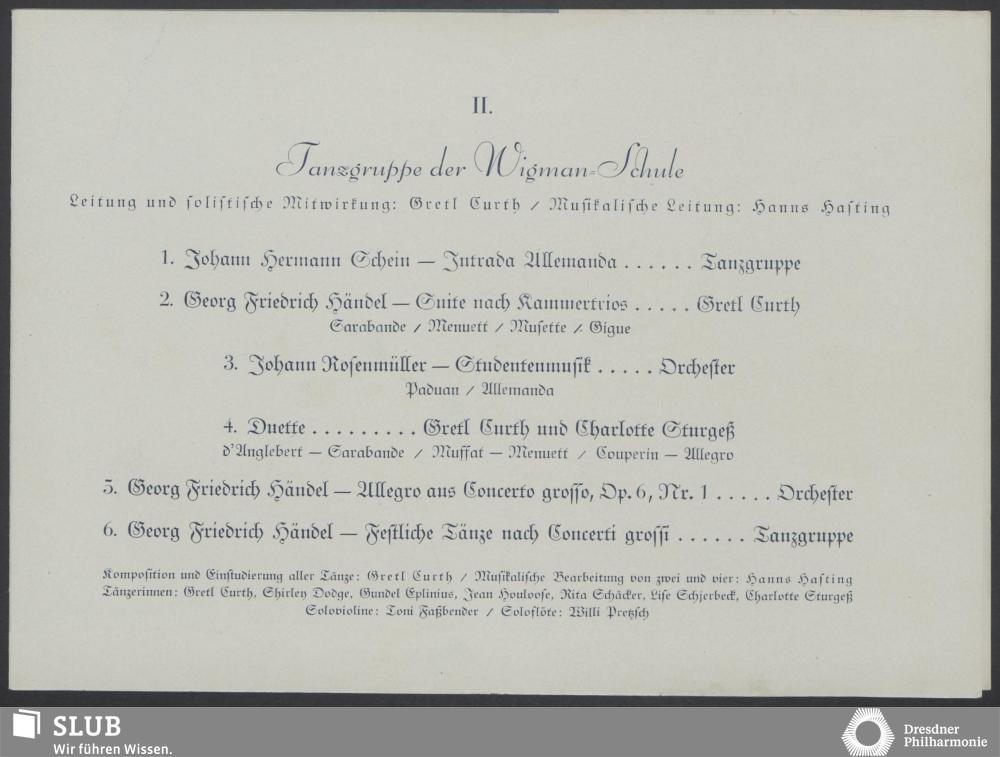 II.
Tanzgruppe der Wigman-Schule
Leitung und solistische Mitwirkung: Gretl Curth / Musikalische Leitung: Hanns Hasting
1. Johann Hermann Schein — Intrada Allemanda . . . . . . Tanzgruppe
2. Georg Friedrich Händel — Suite nach Kammertrios . . . . . Gretl Curth
Sarabande / Menuett / Musette / Gigue
3. Johann Rosenmüller — Studentenmusik . . . . . Orchester
Paduan / Allemanda
4. Duette . . . . . . . . . Gretl Curth und Charlotte Sturgeß
d'Anglebert — Sarabande / Muffat — Menuett / Couperin — Allegro
5. Georg Friedrich Händel — Allegro aus Concerto grosso, Op. 6, Nr. 1 . . . . . Orchester
6. Georg Friedrich Händel — Festliche Tänze nach Concerti grossi . . . . . . Tanzgruppe
Komposition und Einstudierung aller Tänze: Gretl Curth / Musikalische Bearbeitung von zwei und vier: Hanns Hasting
Tänzerinnen: Gretl Curth, Shirley Dodge, Gundel Eplinius, Jean Houloose, Rita Schäcker, Lise Schjerbeck, Charlotte Sturgeß
Solovioline: Toni Faßbender / Soloflöte: Willi Pretzsch
SLUB
Wir führen Wissen.
Dresdner
Philharmonie